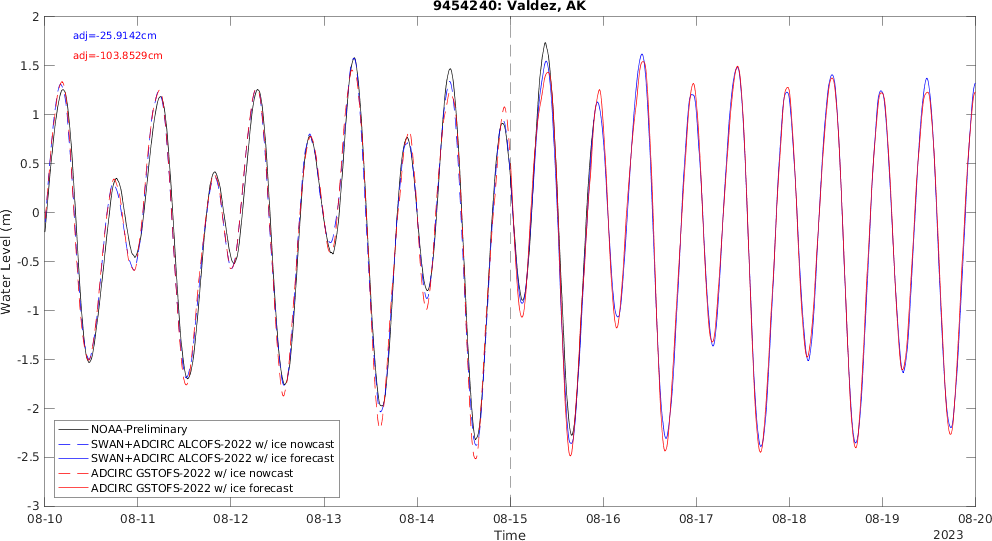 9454240: Valdez, AK
adj=-25.9142cm
adj=-103.8529cm
Water Level (m)
2
1.5
1
0.5
0
-0.5
-1
-1.5
-2
-2.5
-3
NOAA-Preliminary
SWAN+ADCIRC ALCOFS-2022 w/ ice nowcast
SWAN+ADCIRC ALCOFS-2022 w/ ice forecast
ADCIRC GSTOFS-2022 w/ ice nowcast
ADCIRC GSTOFS-2022 w/ ice forecast
08-10 08-11 08-12 08-13 08-14 08-15 08-16 08-17 08-18 08-19 08-20
Time
2023